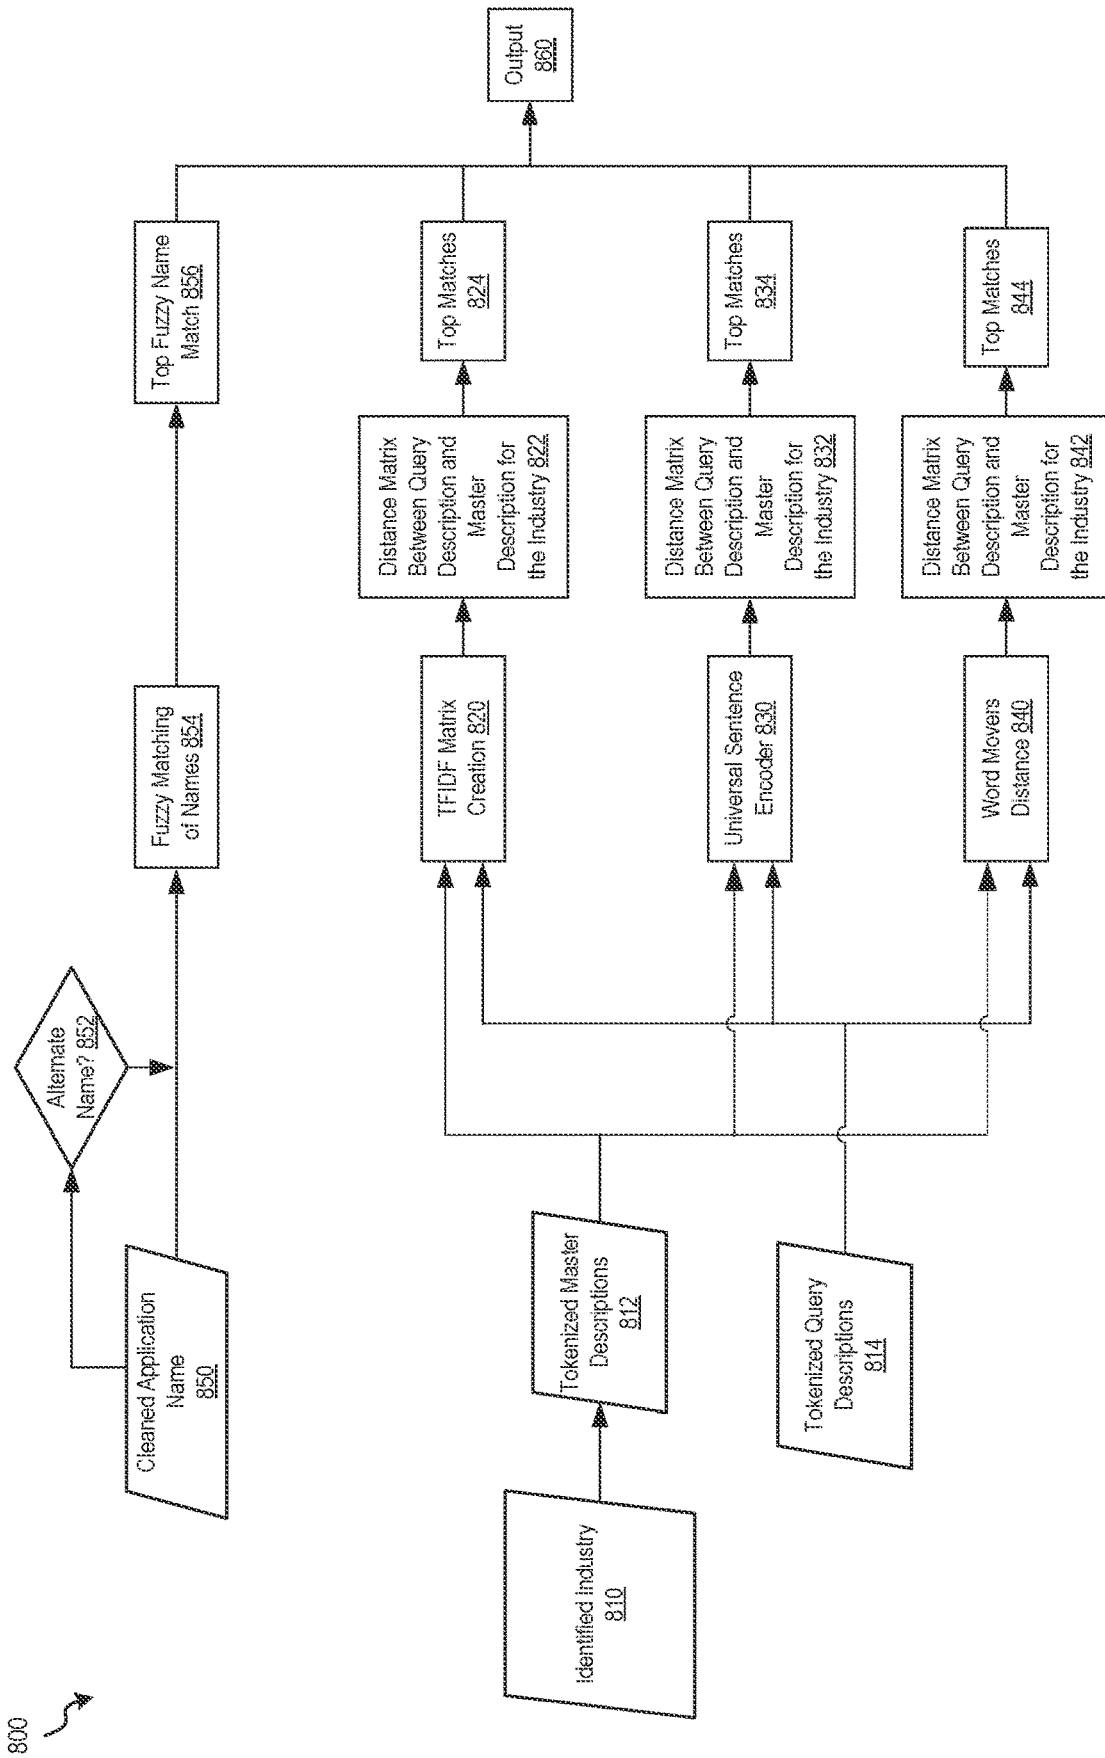 800
Cleaned Application
Name
850
Alternate
Name? 852
Fuzzy Matching
of Names 854
Top Fuzzy Name
Match 856
Identified Industry
810
Tokenized Master
Descriptions
812
Tokenized Query
Descriptions
814
TFIDF Matrix
Creation 820
Distance Matrix
Between Query
Description and
Master
Description for
the Industry 822
Top Matches
824
Universal Sentence
Encoder 830
Distance Matrix
Between Query
Description and
Master
Description for
the Industry 832
Top Matches
834
Word Movers
Distance 840
Distance Matrix
Between Query
Description and
Master
Description for
the Industry 842
Top Matches
844
Output
860